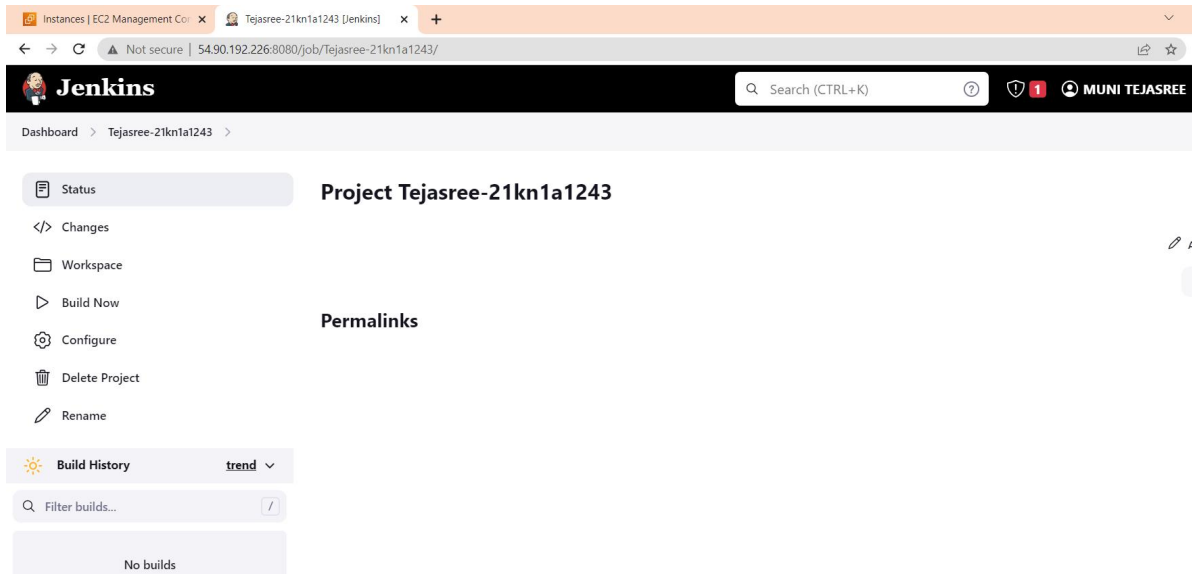 Instances | EC2 Management Con
Tejasree-21kn1a1243 [Jenkins]
Not secure | 54.90.192.226:8080/job/Tejasree-21kn1a1243/
Jenkins
Search (CTRL+K)
1
MUNI TEJASREE
Dashboard > Tejasree-21kn1a1243 >
Status
Project Tejasree-21kn1a1243
Changes
Workspace
Build Now
Permalinks
Configure
Delete Project
Rename
Build History
trend
Filter builds...
/
No builds